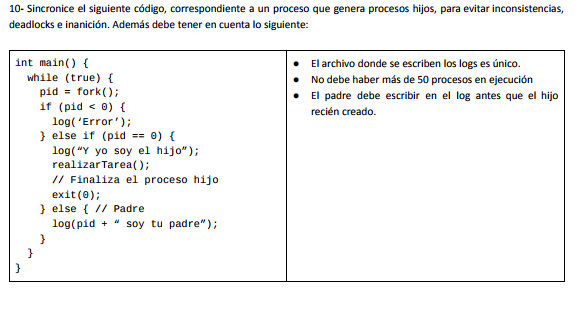 10- Sincronice el siguiente código, correspondiente a un proceso que genera procesos hijos, para evitar inconsistencias,
deadlocks e inanición. Además debe tener en cuenta lo siguiente:
int main() {
while (true) {
pid = fork();
if (pid < 0) {
log(‘Error’);
} else if (pid == 0) {
log(“Y yo soy el hijo”);
realizarTarea();
// Finaliza el proceso hijo
exit(0);
} else { // Padre
log(pid + “ soy tu padre”);
}
}
}
● El archivo donde se escriben los logs es único.
● No debe haber más de 50 procesos en ejecución
● El padre debe escribir en el log antes que el hijo
recién creado.